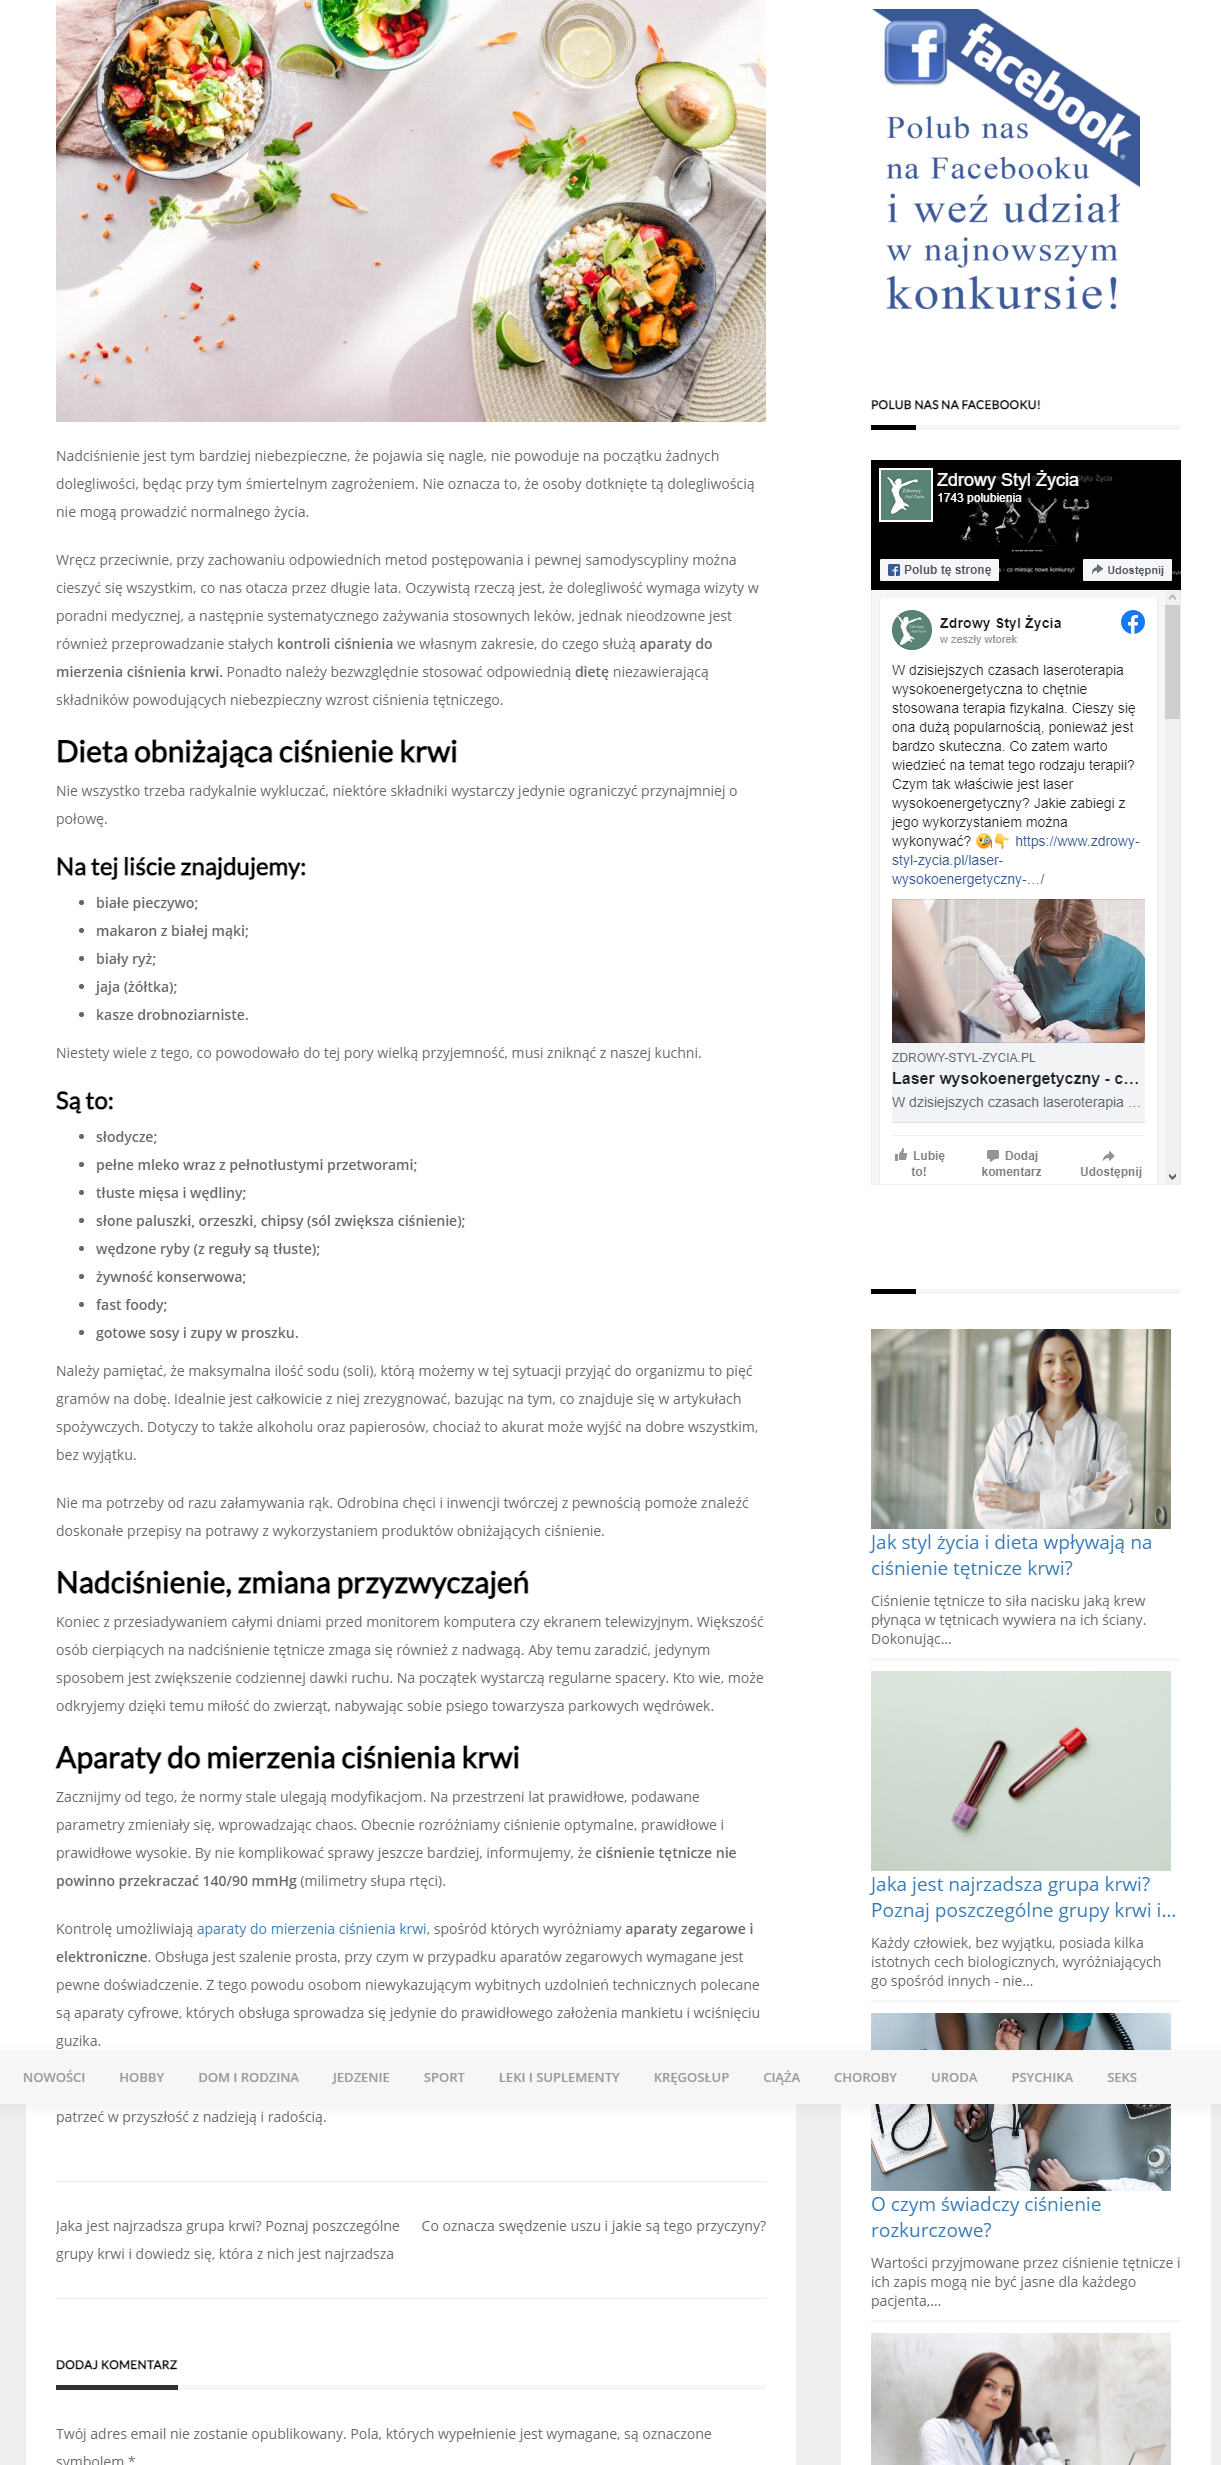 Nadciśnienie jest tym bardziej niebezpieczne, że pojawia się nagle, nie powoduje na początku żadnych
dolegliwości, będąc przy tym śmiertelnym zagrożeniem. Nie oznacza to, że osoby dotknięte tą dolegliwością
nie mogą prowadzić normalnego życia.
Wręcz przeciwnie, przy zachowaniu odpowiednich metod postępowania i pewnej samodyscypliny można
cieszyć się wszystkim, co nas otacza przez długie lata. Oczywistą rzeczą jest, że dolegliwość wymaga wizyty w
poradni medycznej, a następnie systematycznego zażywania stosownych leków, jednak nieodzowne jest
również przeprowadzanie stałych kontroli ciśnienia we własnym zakresie, do czego służą aparaty do
mierzenia ciśnienia krwi. Ponadto należy bezwzględnie stosować odpowiednią dietę niezawierającą
składników powodujących niebezpieczny wzrost ciśnienia tętniczego.
Dieta obniżająca ciśnienie krwi
Nie wszystko trzeba radykalnie wykluczać, niektóre składniki wystarczy jedynie ograniczyć przynajmniej o
połowę.
Na tej liście znajdujemy:
• białe pieczywo;
• makaron z białej mąki;
• biały ryż;
• jaja (żółtka);
• kasze drobnoziarniste.
Niestety wiele z tego, co powodowało do tej pory wielką przyjemność, musi zniknąć z naszej kuchni.
Są to:
• słodycze;
• pełne mleko wraz z pełnotłustymi przetworami;
• tłuste mięsa i wędliny;
• słone paluszki, orzeszki, chipsy (sól zwiększa ciśnienie);
• wędzone ryby (z reguły są tłuste);
• żywność konserwowa;
• fast foody;
• gotowe sosy i zupy w proszku.
Należy pamiętać, że maksymalna ilość sodu (soli), którą możemy w tej sytuacji przyjąć do organizmu to pięć
gramów na dobę. Idealnie jest całkowicie z niej zrezygnować, bazując na tym, co znajduje się w artykułach
spożywczych. Dotyczy to także alkoholu oraz papierosów, chociaż to akurat może wyjść na dobre wszystkim,
bez wyjątku.
Nie ma potrzeby od razu załamywania rąk. Odrobina chęci i inwencji twórczej z pewnością pomoże znaleźć
doskonałe przepisy na potrawy z wykorzystaniem produktów obniżających ciśnienie.
Nadciśnienie, zmiana przyzwyczajeń
Koniec z przesiadywaniem całymi dniami przed monitorem komputera czy ekranem telewizyjnym. Większość
osób cierpiących na nadciśnienie tętnicze zmaga się również z nadwagą. Aby temu zaradzić, jedynym
sposobem jest zwiększenie codziennej dawki ruchu. Na początek wystarczą regularne spacery. Kto wie, może
odkryjemy dzięki temu miłość do zwierząt, nabywając sobie psiego towarzysza parkowych wędrówek.
Aparaty do mierzenia ciśnienia krwi
Zacznijmy od tego, że normy stale ulegają modyfikacjom. Na przestrzeni lat prawidłowe, podawane
parametry zmieniały się, wprowadzając chaos. Obecnie rozróżniamy ciśnienie optymalne, prawidłowe i
prawidłowe wysokie. By nie komplikować sprawy jeszcze bardziej, informujemy, że ciśnienie tętnicze nie
powinno przekraczać 140/90 mmHg (milimetry słupa rtęci).
Kontrolę umożliwiają aparaty do mierzenia ciśnienia krwi, spośród których wyróżniamy aparaty zegarowe i
elektroniczne. Obsługa jest szalenie prosta, przy czym w przypadku aparatów zegarowych wymagane jest
pewne doświadczenie. Z tego powodu osobom niewykazującym wybitnych uzdolnień technicznych polecane
są aparaty cyfrowe, których obsługa sprowadza się jedynie do prawidłowego założenia mankietu i wciśnięciu
guzika.
NOWOŚCI HOBBY DOM I RODZINA JEDZENIE SPORT LEKI I SUPLEMENTY KRĘGOSŁUP CIĄŻA CHOROBY URODA PSYCHIKA SEKS
patrzeć w przyszłość z nadzieją i radością.
Jaka jest najrzadsza grupa krwi? Poznaj poszczególne
grupy krwi i dowiedz się, która z nich jest najrzadsza
Co oznacza swędzenie uszu i jakie są tego przyczyny?
DODAJ KOMENTARZ
Twój adres email nie zostanie opublikowany. Pola, których wypełnienie jest wymagane, są oznaczone
symbolem *
facebook
Polub nas
na Facebooku
i weź udział
w najnowszym
konkursie!
POLUB NAS NA FACEBOOKU!
Zdrowy Styl Życia
1743 polubienia
Polub tę stronę
- co miesiąc nowe konkursy!
Udostępnij
Zdrowy Styl Życia
w zeszły wtorek
W dzisiejszych czasach laseroterapia
wysokoenergetyczna to chętnie
stosowana terapia fizykalna. Cieszy się
ona dużą popularnością, ponieważ jest
bardzo skuteczna. Co zatem warto
wiedzieć na temat tego rodzaju terapii?
Czym tak właściwie jest laser
wysokoenergetyczny? Jakie zabiegi z
jego wykorzystaniem można
wykonywać? 🧐👇 https://www.zdrowy-
styl-zycia.pl/laser-
wysokoenergetyczny-…/
ZDROWY-STYL-ZYCIA.PL
Laser wysokoenergetyczny - c...
W dzisiejszych czasach laseroterapia ...
Lubię to!
Dodaj komentarz
Udostępnij
Jak styl życia i dieta wpływają na
ciśnienie tętnicze krwi?
Ciśnienie tętnicze to siła nacisku jaką krew
płynąca w tętnicach wywiera na ich ściany.
Dokonując...
Jaka jest najrzadsza grupa krwi?
Poznaj poszczególne grupy krwi i...
Każdy człowiek, bez wyjątku, posiada kilka
istotnych cech biologicznych, wyróżniających
go spośród innych - nie...
O czym świadczy ciśnienie
rozkurczowe?
Wartości przyjmowane przez ciśnienie tętnicze i
ich zapis mogą nie być jasne dla każdego
pacjenta,...